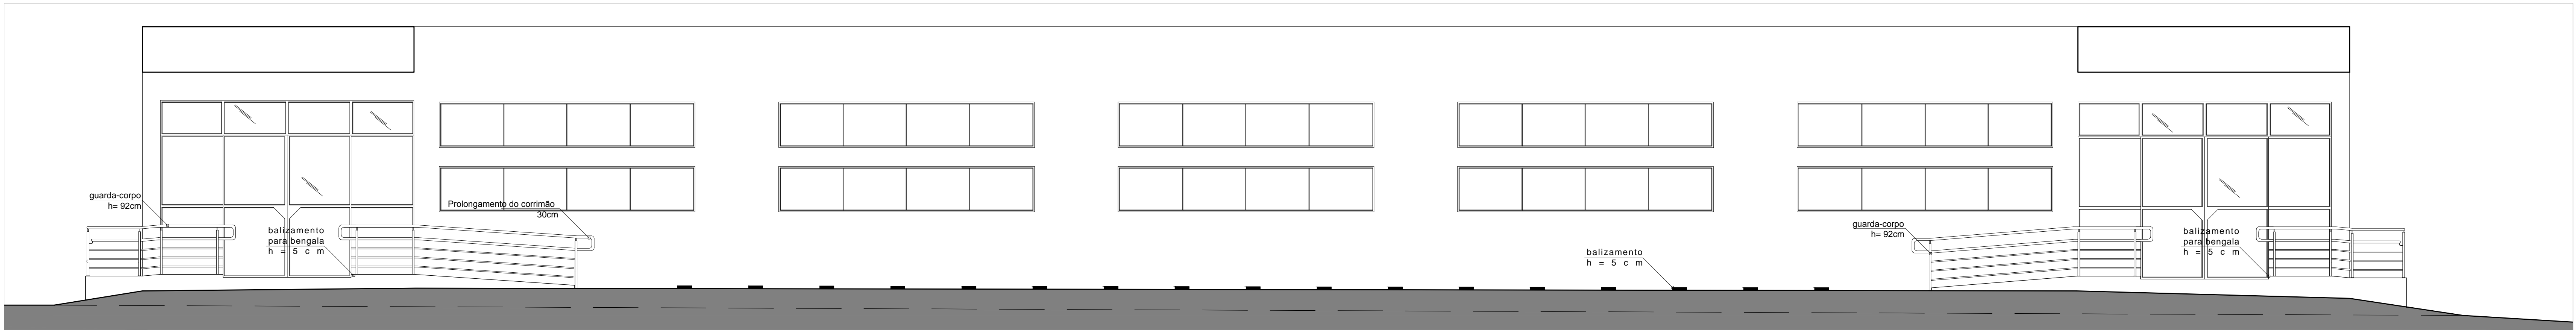 guarda-corpo
h= 92cm
balizamento
para bengala
h = 5 c m
Prolongamento do corrimão
30cm
balizamento
h = 5 c m
guarda-corpo
h= 92cm
balizamento
para bengala
h = 5 c m